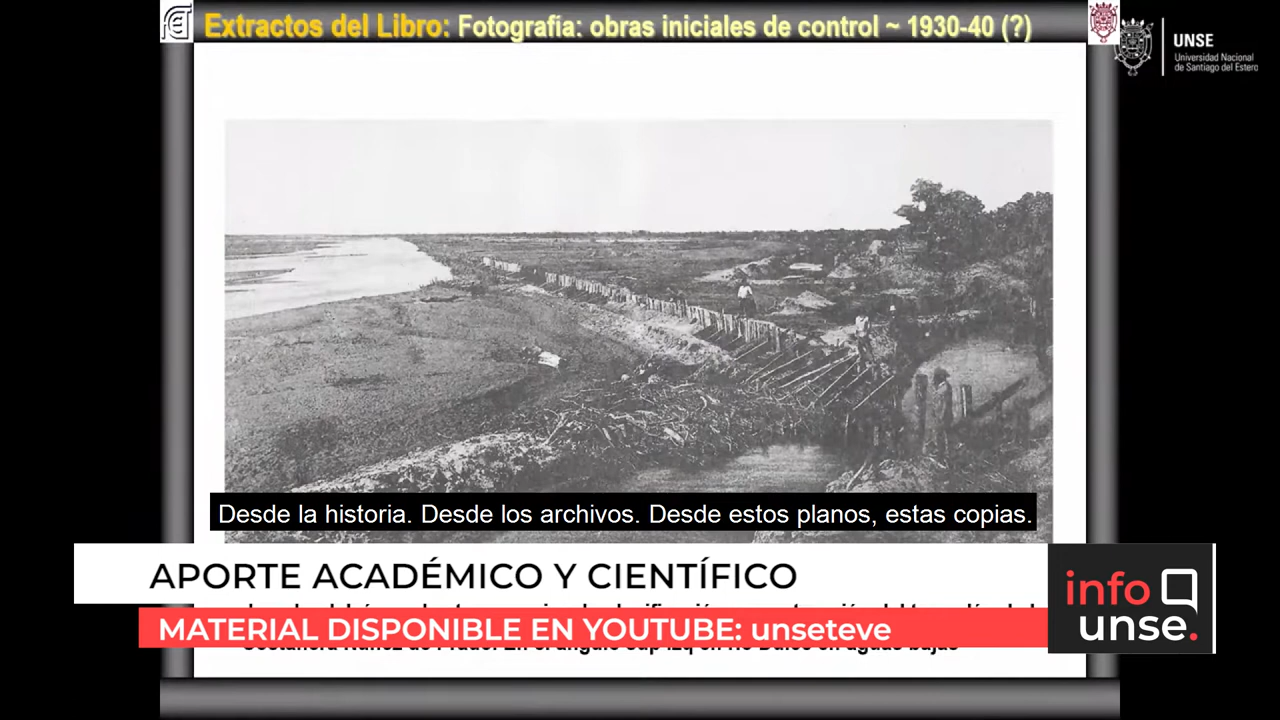 Extractos del Libro: Fotografía: obras iniciales de control ~ 1930-40 (?)
UNSE
Universidad Nacional
de Santiago del Estero
Desde la historia. Desde los archivos. Desde estos planos, estas copias.
APORTE ACADÉMICO Y CIENTÍFICO
MATERIAL DISPONIBLE EN YOUTUBE: unseteve
info
unse.